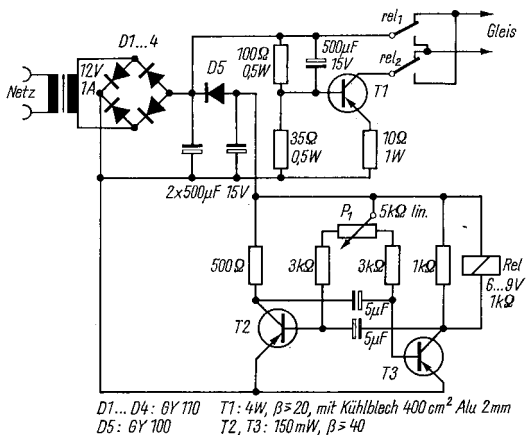 D1...4
12V
1A
Netz
D5
100Ω
0,5W
500µF
15V
rel1
rel2
Gleis
T1
35Ω
0,5W
10Ω
1W
2x500µF 15V
P1
5kΩ lin.
500Ω
3kΩ
3kΩ
1kΩ
Rel
6...9V
1kΩ
5µF
5µF
T2
T3
D1... D4: GY 110 T1: 4W, β≥20, mit Kühlblech 400 cm² Alu 2mm
D5: GY 100 T2, T3: 150mW, β≥40